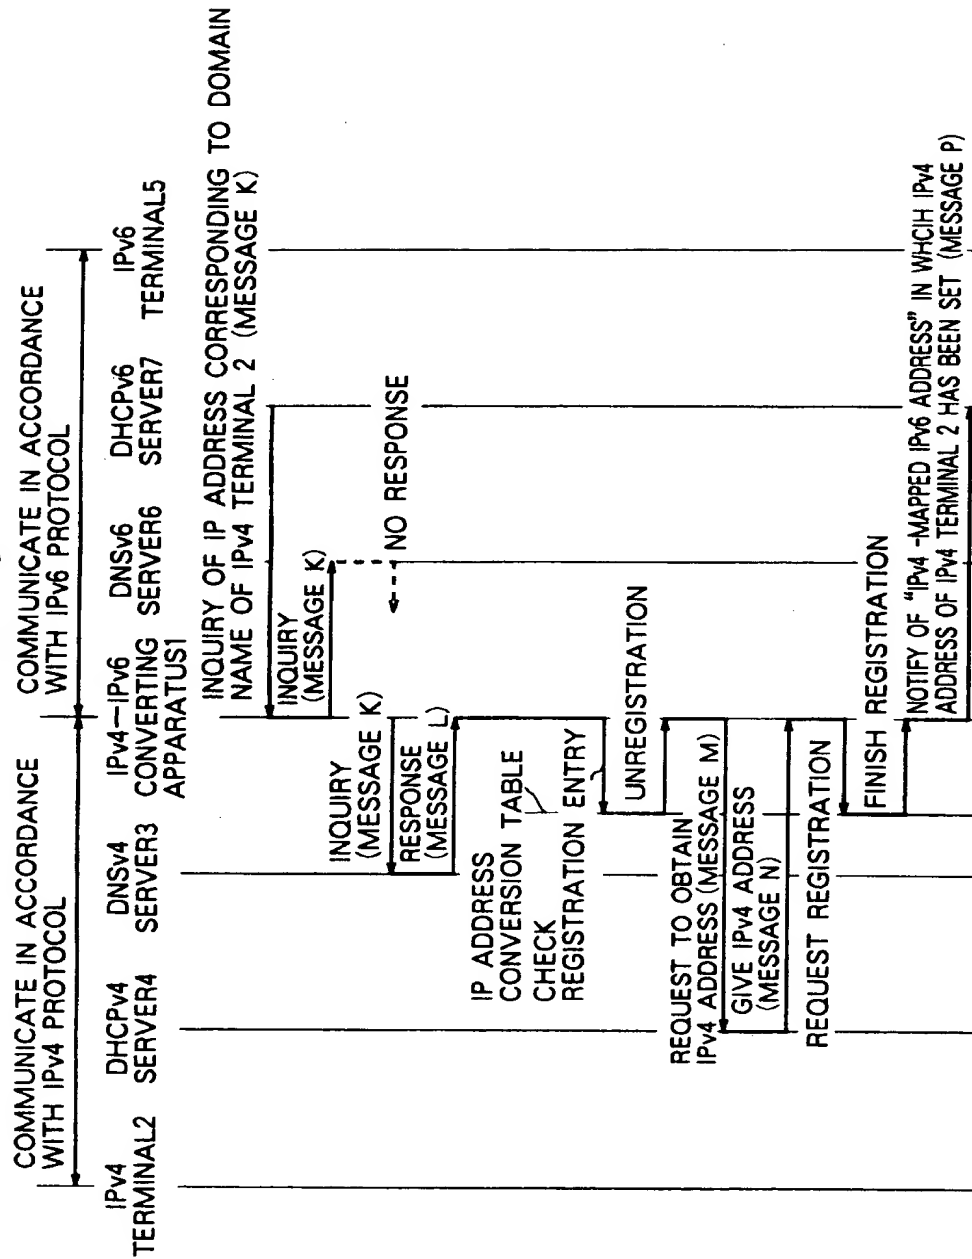 COMMUNICATE IN ACCORDANCE
WITH IPv4 PROTOCOL
COMMUNICATE IN ACCORDANCE
WITH IPv6 PROTOCOL
IPv4
TERMINAL2
DHCPv4
SERVER4
DNSv4
SERVER3
IPv4-IPv6
CONVERTING
APPARATUS1
DNSv6
SERVER6
DHCPv6
SERVER7
IPv6
TERMINAL5
INQUIRY OF IP ADDRESS CORRESPONDING TO DOMAIN
NAME OF IPv4 TERMINAL 2 (MESSAGE K)
INQUIRY
(MESSAGE K)
NO RESPONSE
INQUIRY
(MESSAGE K)
RESPONSE
(MESSAGE L)
IP ADDRESS
CONVERSION TABLE
CHECK
REGISTRATION ENTRY
UNREGISTRATION
REQUEST TO OBTAIN
IPv4 ADDRESS (MESSAGE M)
GIVE IPv4 ADDRESS
(MESSAGE N)
REQUEST REGISTRATION
FINISH REGISTRATION
NOTIFY OF "IPv4 -MAPPED IPv6 ADDRESS" IN WHCIH IPv4
ADDRESS OF IPv4 TERMINAL 2 HAS BEEN SET (MESSAGE P)